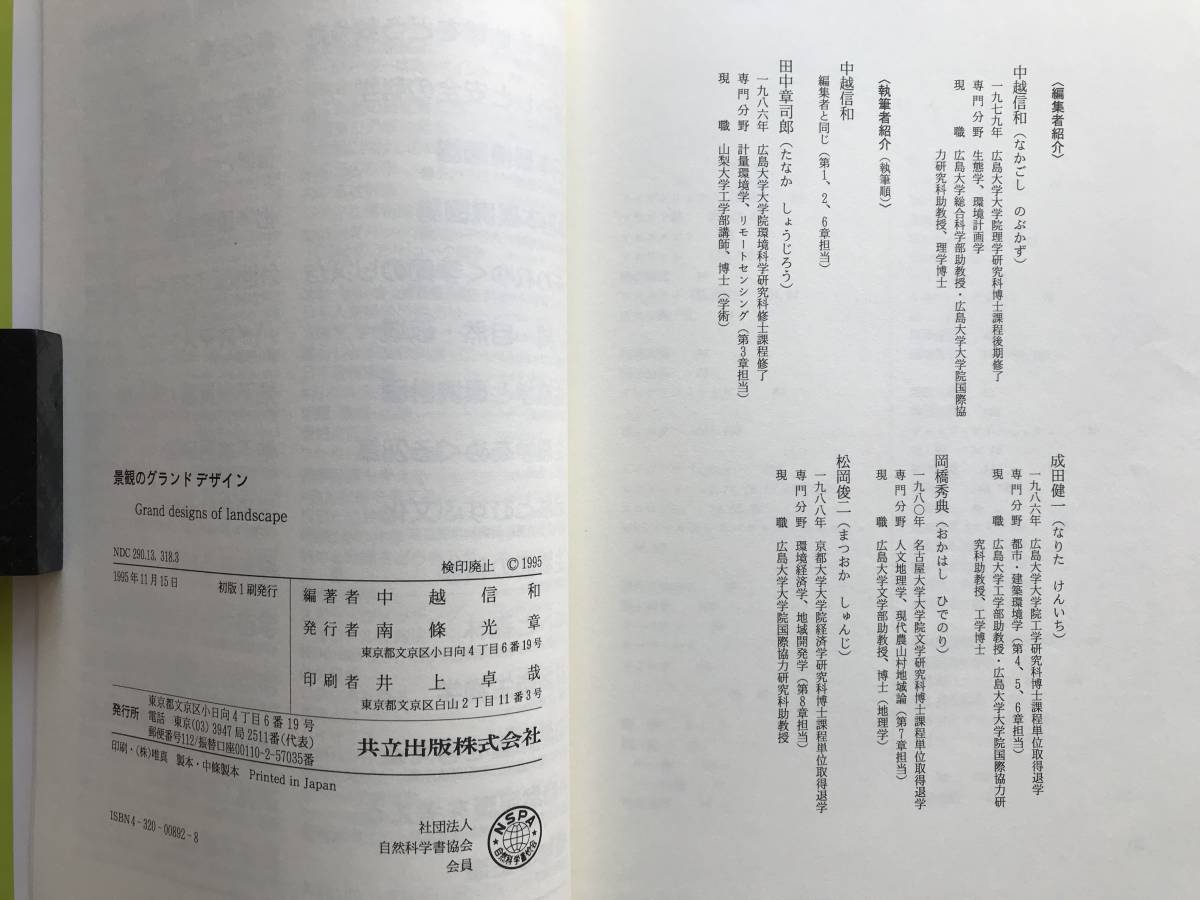 〈編集者紹介〉
中越信和(なかごし のぶかず)
一九七九年 広島大学大学院理学研究科博士課程後期修了
専門分野 生態学、環境計画学
現職 広島大学総合科学部助教授・広島大学大学院国際協
力研究科助教授、理学博士
〈執筆者紹介(執筆順)〉
中越信和
編集者と同じ(第1、2、6章担当)
田中章司郎(たなか しょうじろう)
一九八六年 広島大学大学院環境科学研究科修士課程修了
専門分野 計量環境学、リモートセンシング(第3章担当)
現職 山梨大学工学部講師、博士(学術)
成田健一(なりた けんいち)
一九八六年 広島大学大学院工学研究科博士課程単位取得退学
専門分野 都市・建築環境学(第4、5、6章担当)
現職 広島大学工学部助教授・広島大学大学院国際協力研
究科助教授、工学博士
岡橋秀典(おかはし ひでのり)
一九八〇年 名古屋大学大学院文学研究科博士課程単位取得退学
専門分野 人文地理学、現代農山村地域論(第7章担当)
現職 広島大学文学部助教授、博士(地理学)
松岡俊二(まつおか しゅんじ)
一九八八年 京都大学大学院経済学研究科博士課程単位取得退学
専門分野 環境経済学、地域開発学(第8章担当)
現職 広島大学大学院国際協力研究科助教授
景観のグランドデザイン
Grand designs of landscape
NDC 290.13, 318.3
検印廃止 ©1995
1995年11月15日 初版1刷発行
編著者 中越信和
発行者 南條光章
東京都文京区小日向4丁目6番19号
印刷者 井上卓哉
東京都文京区白山2丁目11番3号
発行所 東京都文京区小日向4丁目6番19号
電話 東京(03)3947局2511番(代表)
郵便番号112/振替口座00110-2-57035番
共立出版株式会社
印刷・(株)唯真 製本・中條製本 Printed in Japan
ISBN4-320-00892-8
社団法人
自然科学書協会
会員
NSPA
自然科学書協会